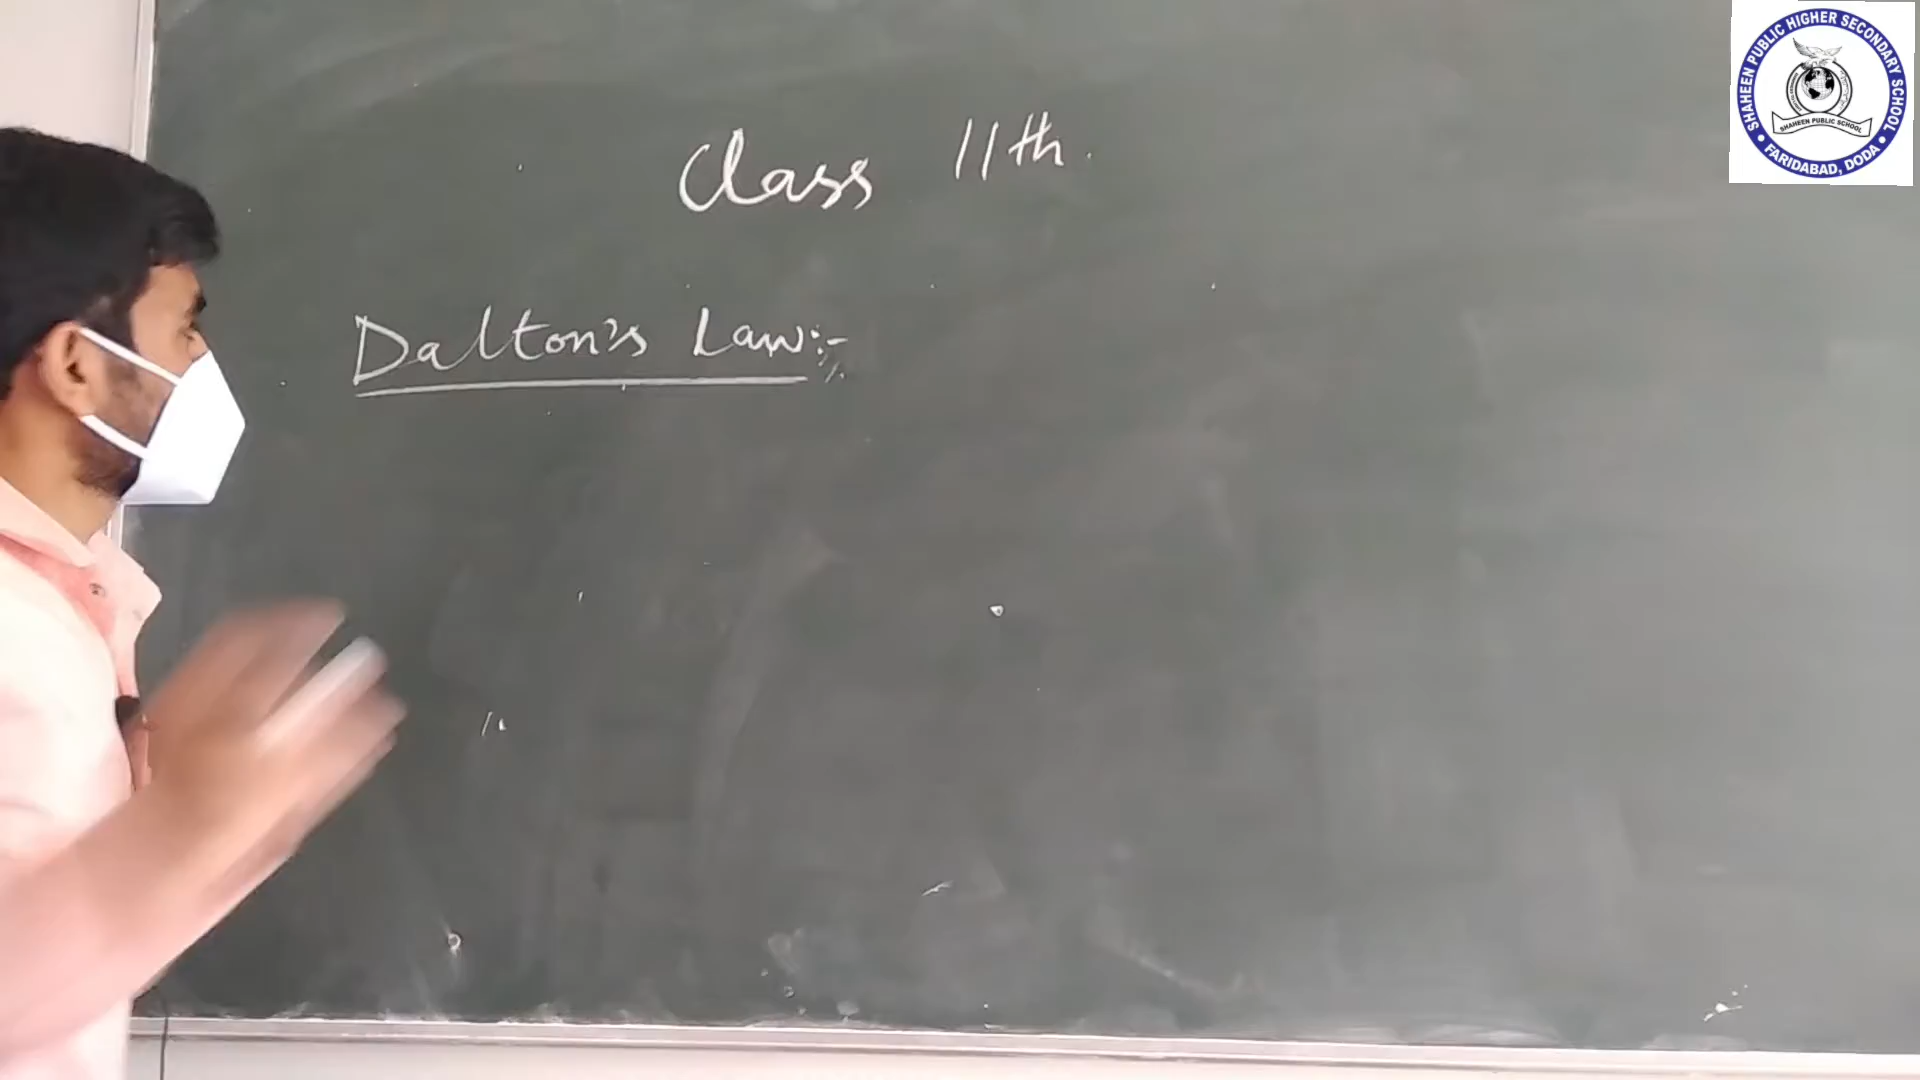 Class 11th.
Dalton's Law:-
SHAHEEN PUBLIC HIGHER SECONDARY SCHOOL
SHAHEEN PUBLIC SCHOOL
• FARIDABAD, DODA •